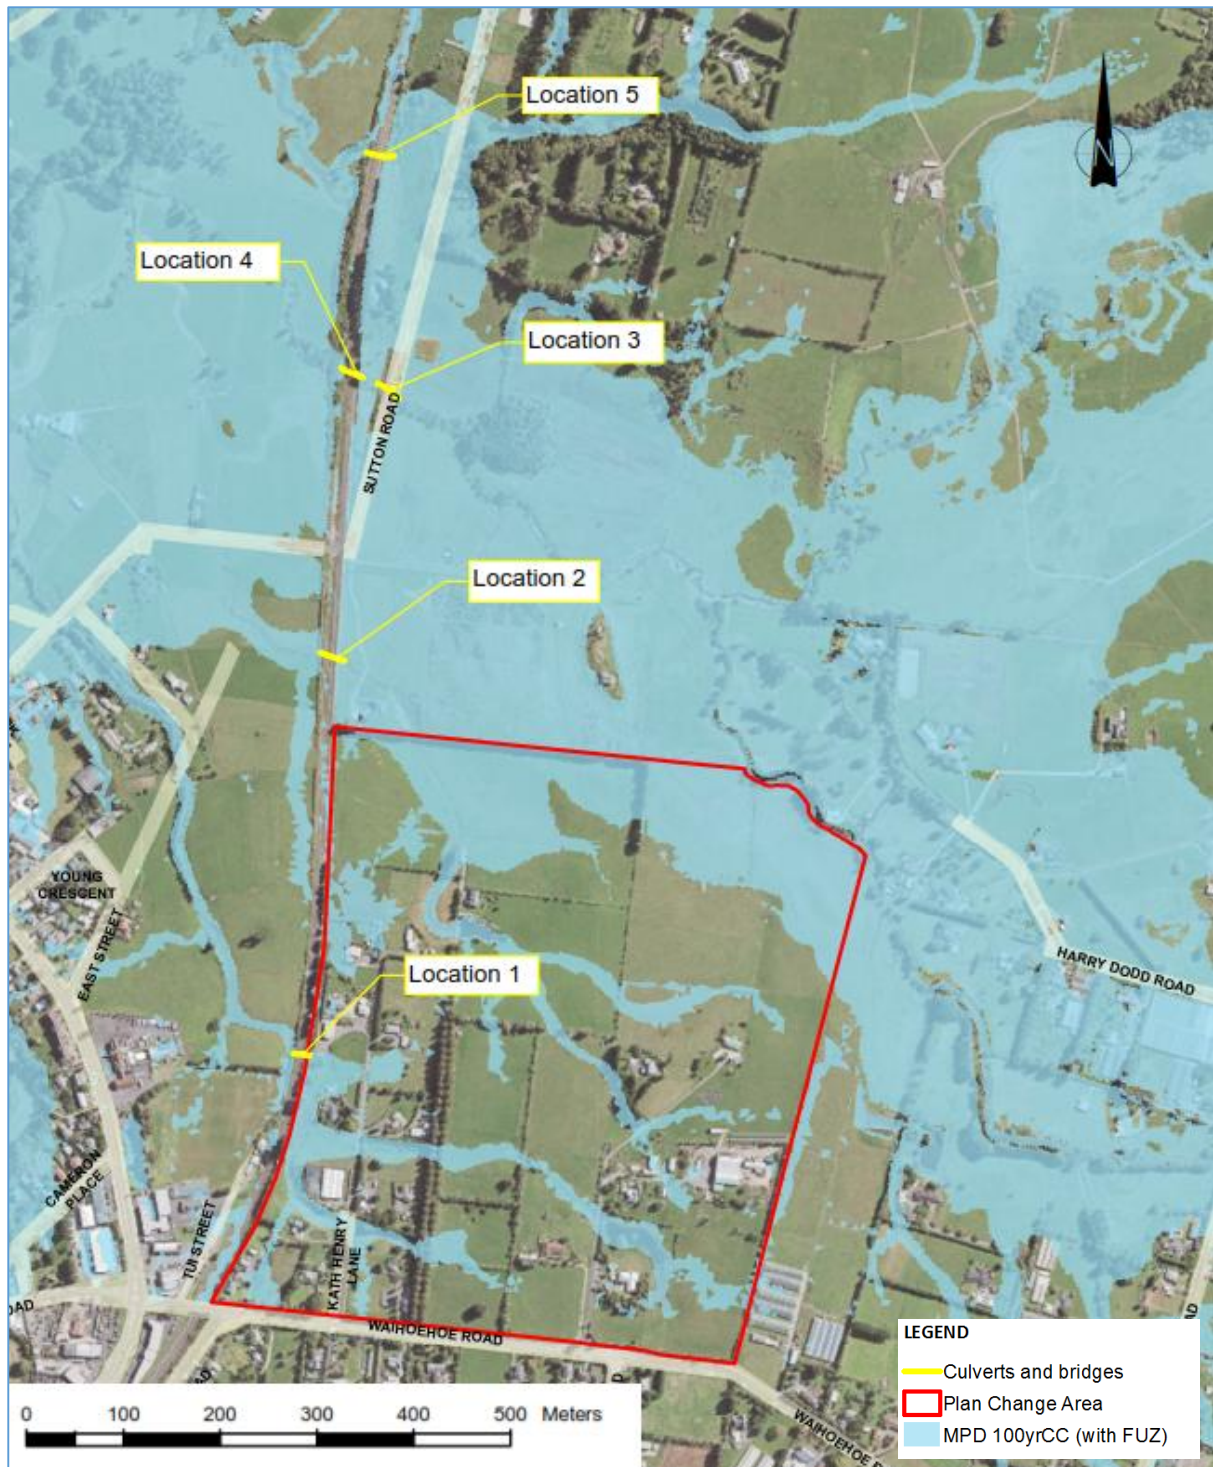 Location 5
Location 4
Location 3
SUTTON ROAD
Location 2
YOUNG
CRESCENT
EAST STREET
HARRY DODD ROAD
Location 1
CAMERON
PLACE
TUI STREET
KATH HENRY
LANE
WAIHOEHOE ROAD
WAIHOEHOE R
N
LEGEND
Culverts and bridges
Plan Change Area
MPD 100yrCC (with FUZ)
0 100 200 300 400 500 Meters